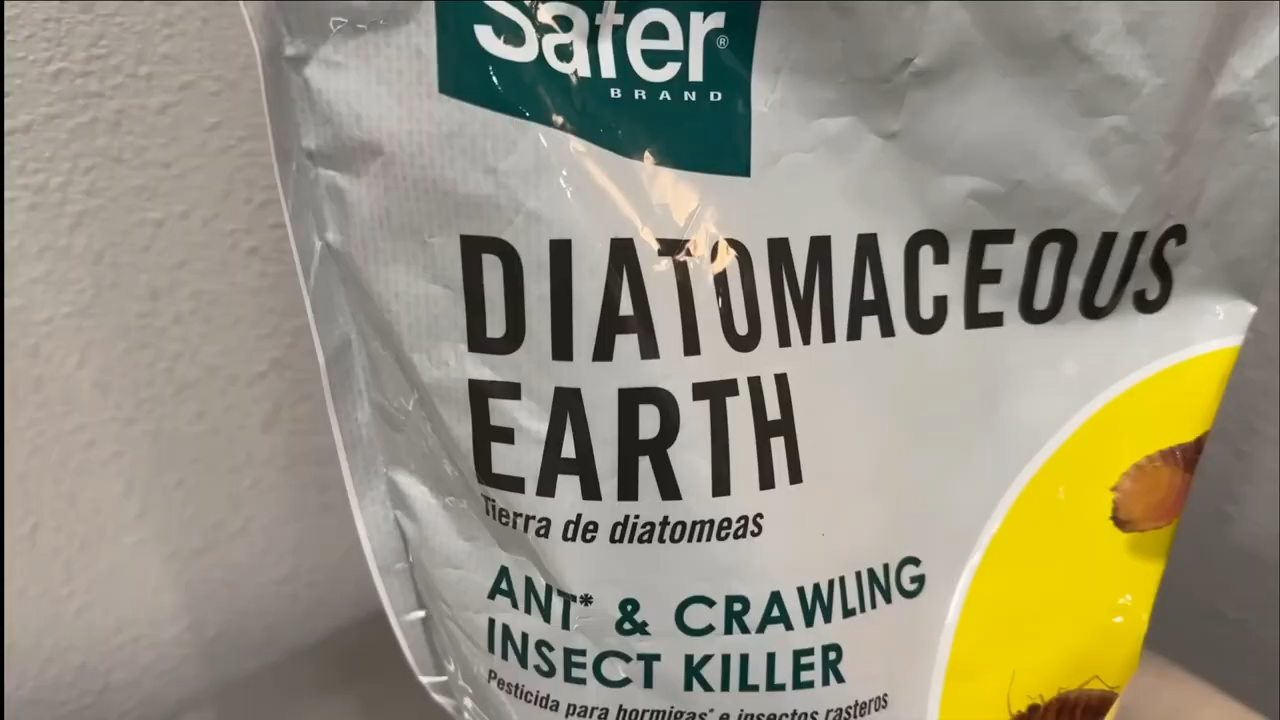 Safer®
BRAND
DIATOMACEOUS
EARTH
Tierra de diatomeas
ANT* & CRAWLING
INSECT KILLER
Pesticida para hormigas* e insectos rasteros